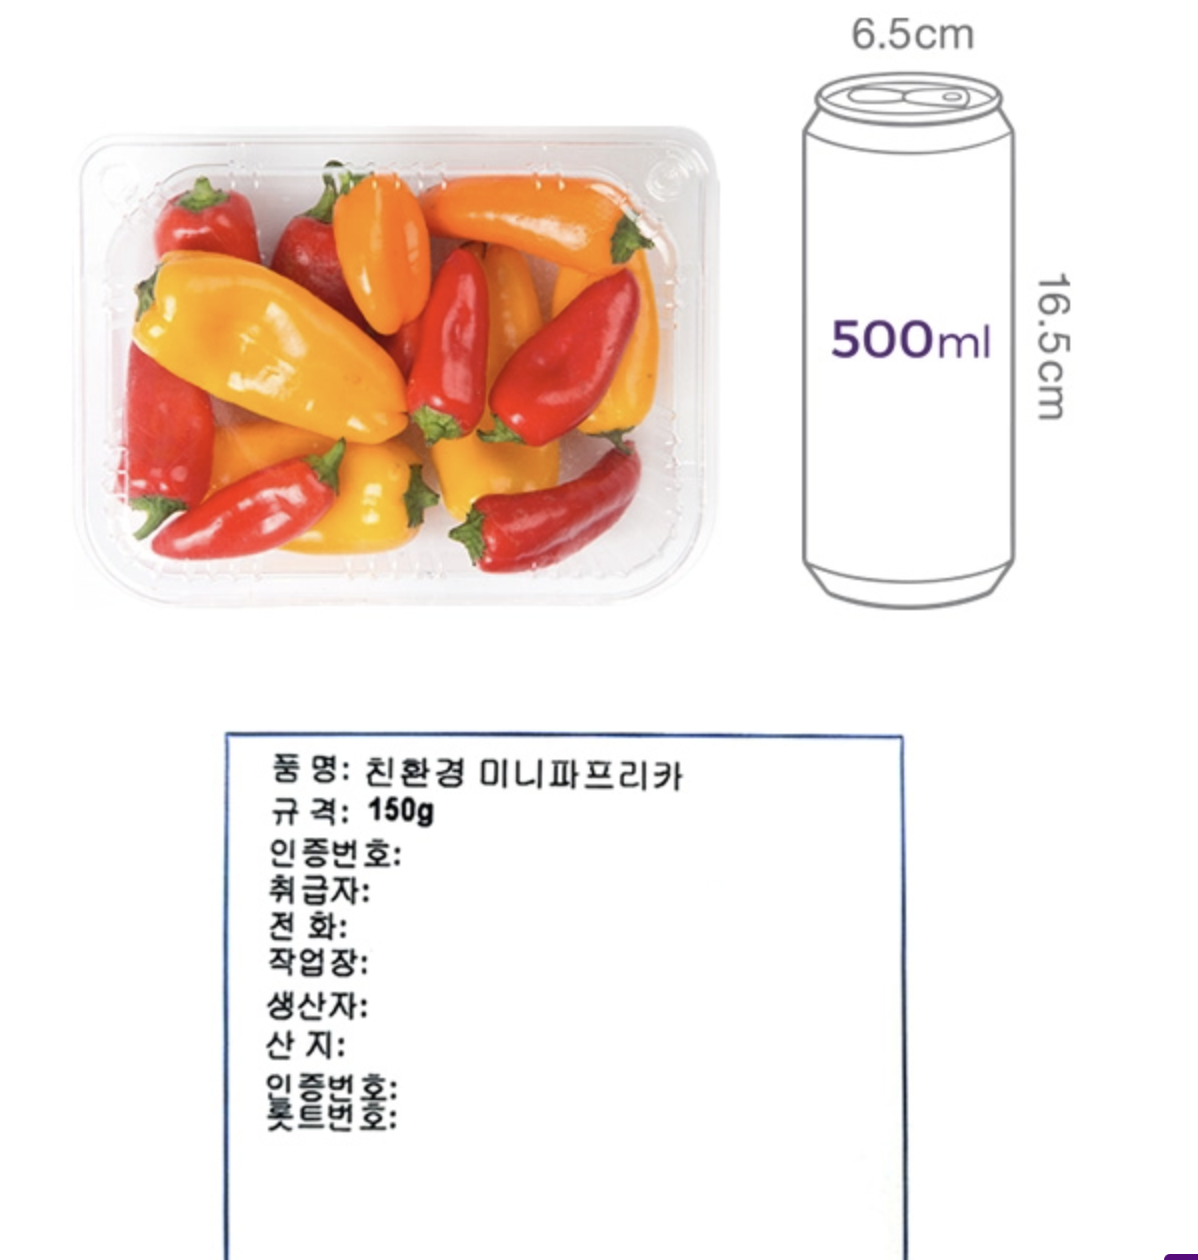 6.5cm
500ml
16.5cm
품 명: 친환경 미니파프리카
규 격: 150g
인증번호:
취급자:
전 화:
작업장:
생산자:
산 지:
인증번호:
롯트번호: